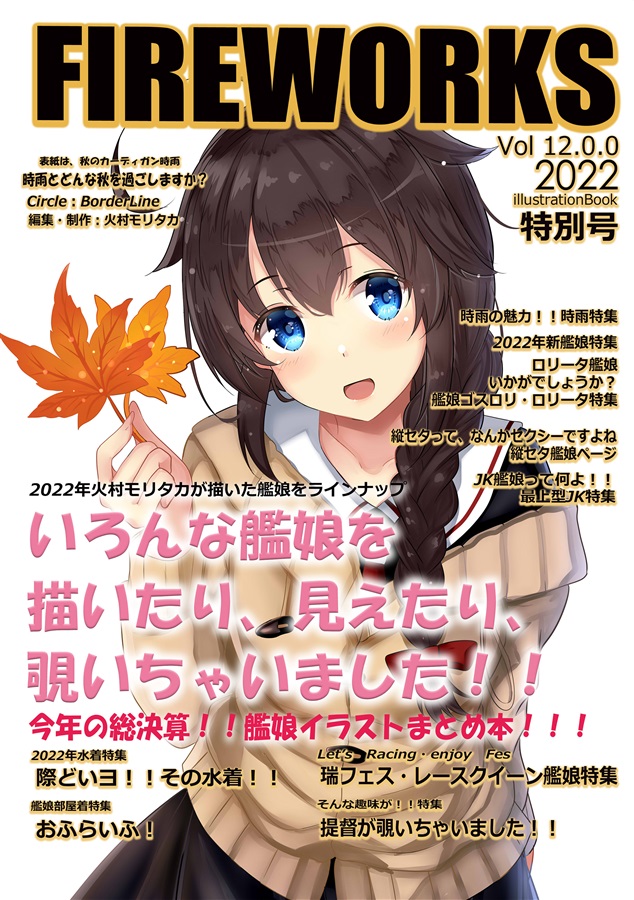 FIREWORKS
Vol 12.0.0
2022
illustrationBook
特別号
表紙は、秋のカーディガン時雨
時雨とどんな秋を過ごしますか?
Circle:BorderLine
編集・制作:火村モリタカ
時雨の魅力!!時雨特集
2022年新艦娘特集
ロリータ艦娘
いかがでしょうか?
艦娘ゴスロリ・ロリータ特集
縦セタって、なんかセクシーですよね
縦セタ艦娘ページ
JK艦娘って何よ!!
最上型JK特集
2022年火村モリタカが描いた艦娘をラインナップ
いろんな艦娘を
描いたり、見えたり、
覗いちゃいました!!
今年の総決算!!艦娘イラストまとめ本!!!
2022年水着特集
際どいヨ!!その水着!!
Let's Racing・enjoy Fes
瑞フェス・レースクイーン艦娘特集
艦娘部屋着特集
おふらいふ!
そんな趣味が!!特集
提督が覗いちゃいました!!